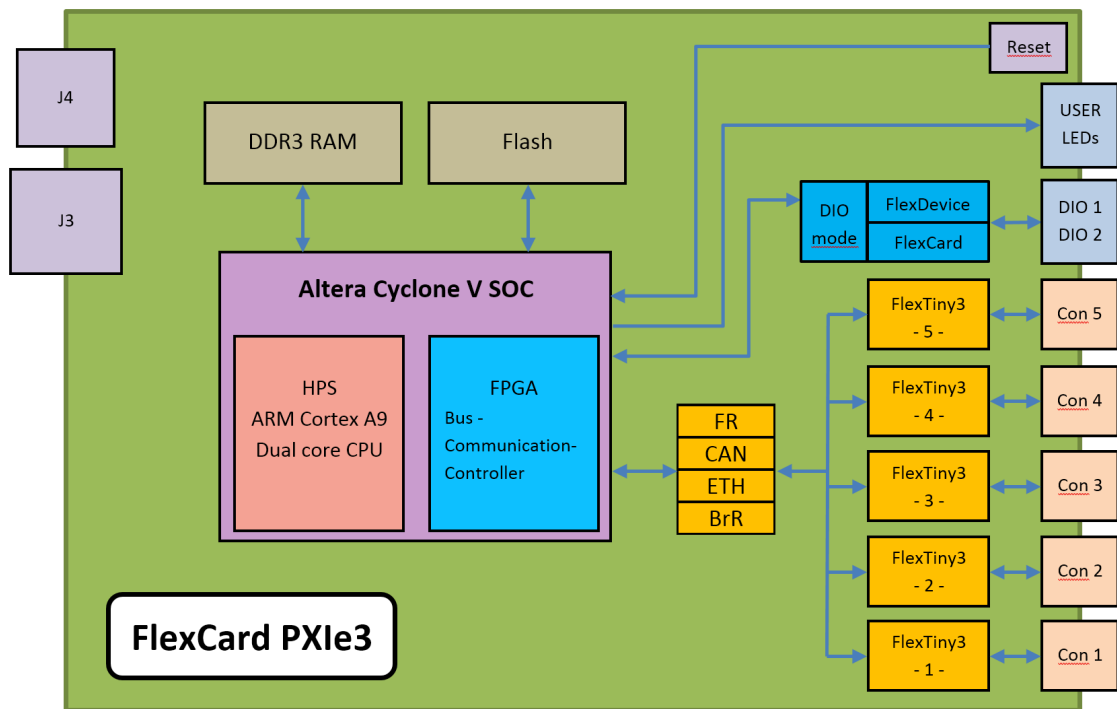 Reset
J4
USER
LEDs
DDR3 RAM
Flash
J3
DIO
mode
FlexDevice
FlexCard
DIO 1
DIO 2
Altera Cyclone V SOC
HPS
ARM Cortex A9
Dual core CPU
FPGA
Bus -
Communication-
Controller
FR
CAN
ETH
BrR
FlexTiny3
- 5 -
Con 5
FlexTiny3
- 4 -
Con 4
FlexTiny3
- 3 -
Con 3
FlexTiny3
- 2 -
Con 2
FlexTiny3
- 1 -
Con 1
FlexCard PXIe3